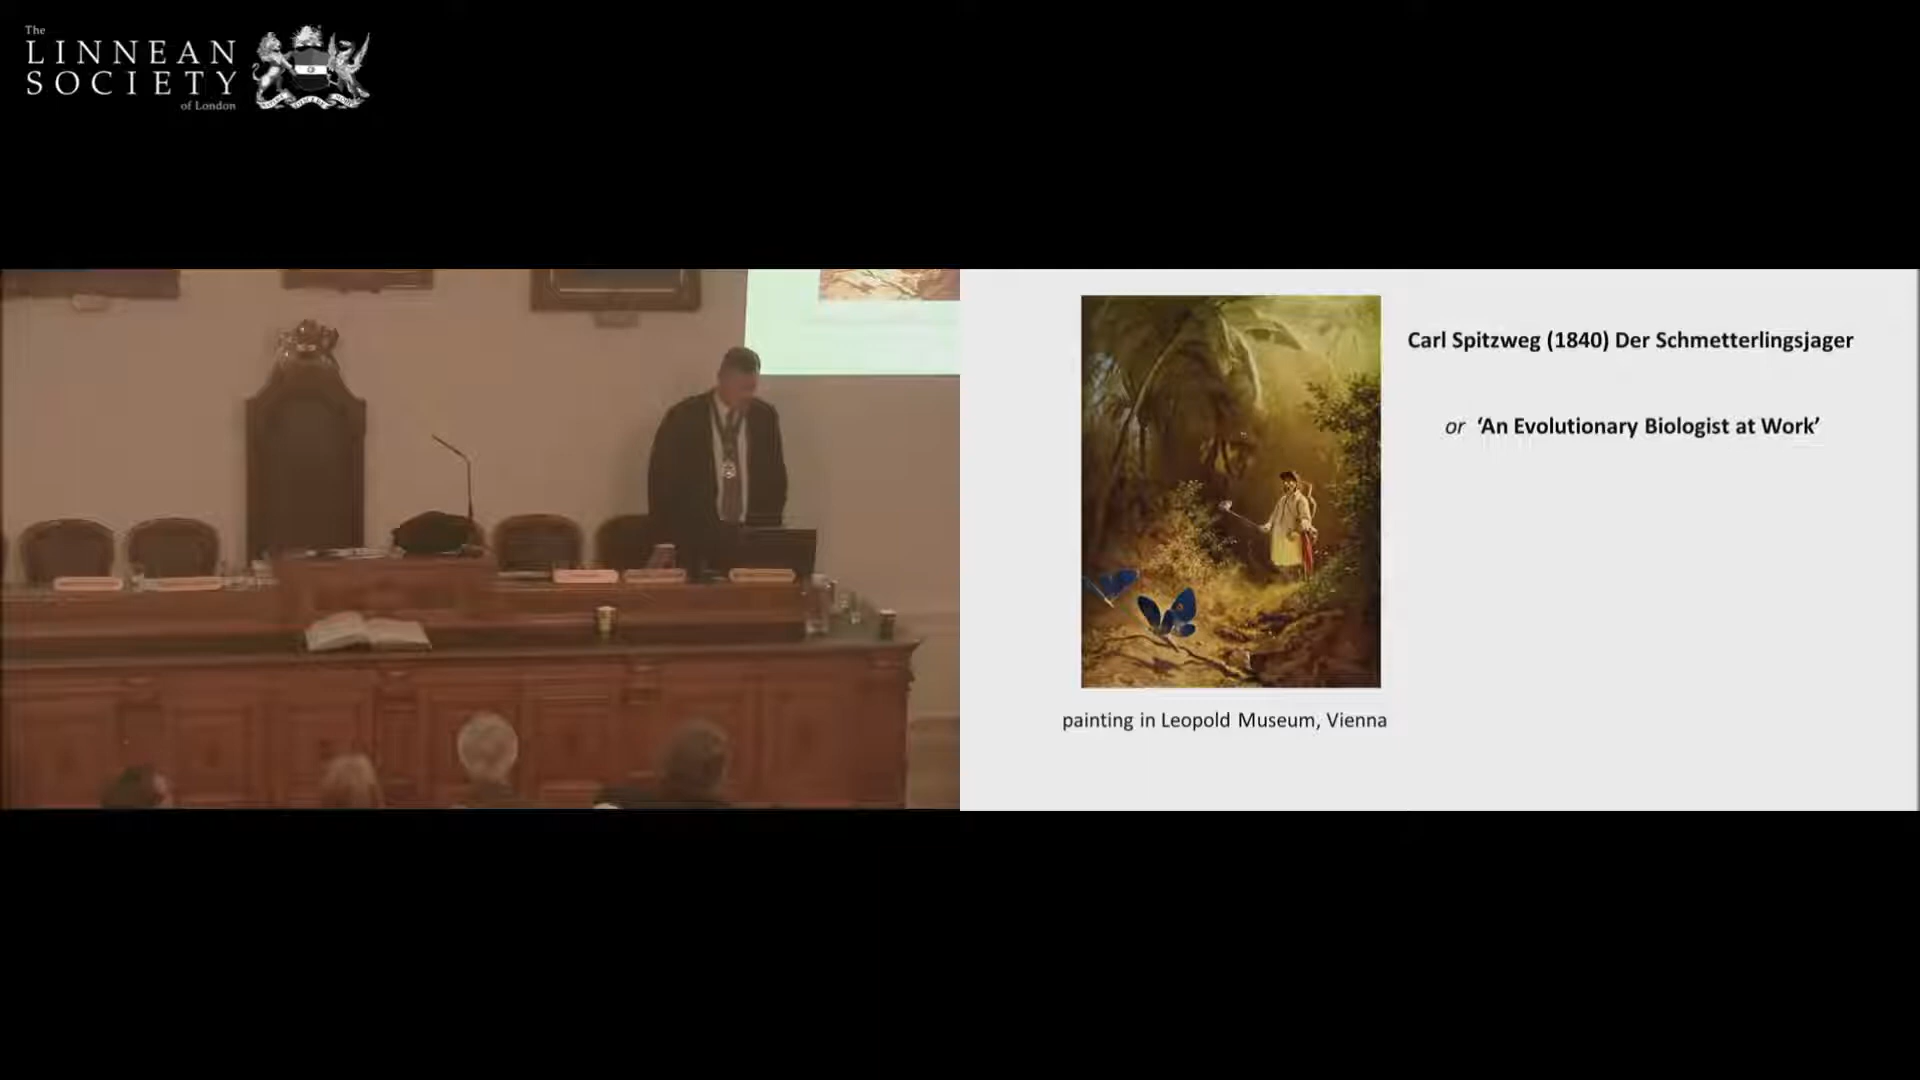 The
LINNEAN
SOCIETY
of London
Carl Spitzweg (1840) Der Schmetterlingsjager
or 'An Evolutionary Biologist at Work'
painting in Leopold Museum, Vienna